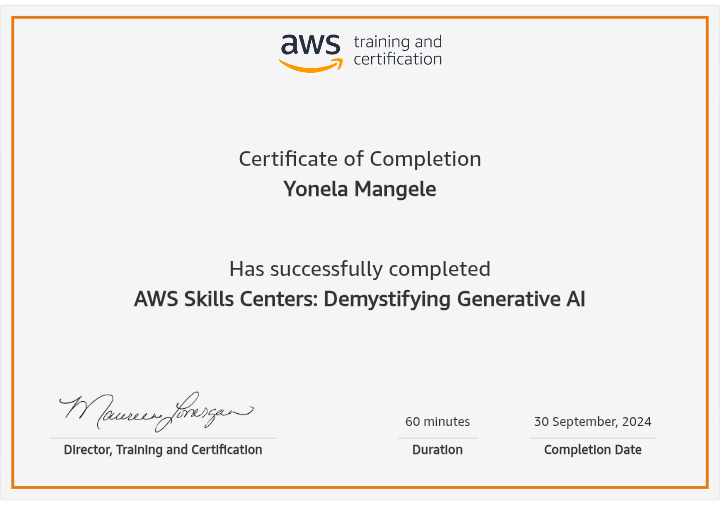 aws training and
certification
Certificate of Completion
Yonela Mangele
Has successfully completed
AWS Skills Centers: Demystifying Generative AI
Maureen Lonergan
60 minutes
30 September, 2024
Director, Training and Certification
Duration
Completion Date